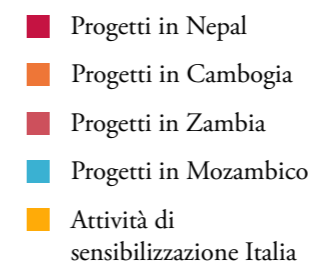 Progetti in Nepal
Progetti in Cambogia
Progetti in Zambia
Progetti in Mozambico
Attività di
sensibilizzazione Italia